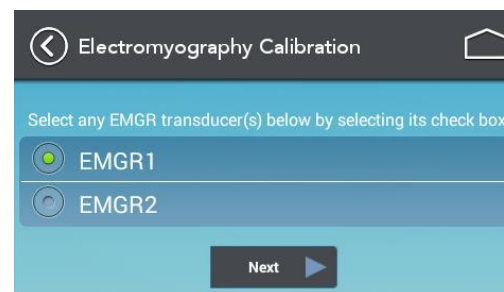 Electromyography Calibration
Select any EMGR transducer(s) below by selecting its check box
EMGR1
EMGR2
Next